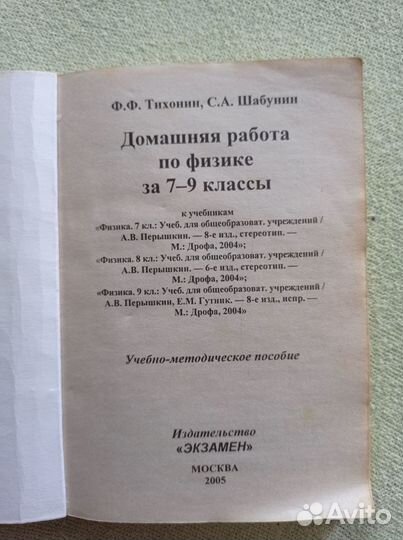 Ф.Ф. Тихонин, С.А. Шабунин
Домашняя работа
по физике
за 7–9 классы
к учебникам
«Физика. 7 кл.: Учеб. для общеобразоват. учреждений /
А.В. Перышкин. — 8-е изд., стереотип. —
М.: Дрофа, 2004»;
«Физика. 8 кл.: Учеб. для общеобразоват. учреждений /
А.В. Перышкин. — 6-е изд., стереотип. —
М.: Дрофа, 2004»;
«Физика. 9 кл.: Учеб. для общеобразоват. учреждений /
А.В. Перышкин, Е.М. Гутник. — 8-е изд., испр. —
М.: Дрофа, 2004»
Учебно-методическое пособие
Издательство
«ЭКЗАМЕН»
МОСКВА
2005
Avito